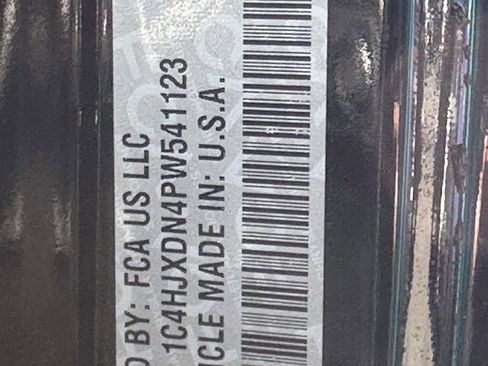 D BY: FCA US LLC
1C4HJXDN4PW541123
ICLE MADE IN: U.S.A.